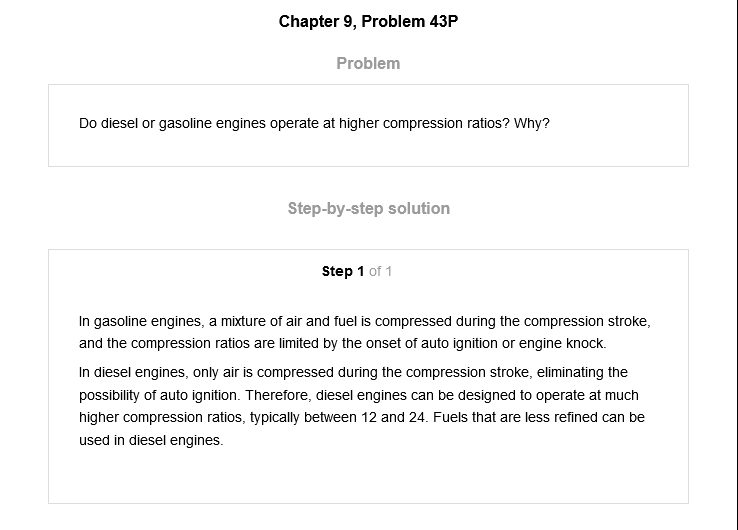 Chapter 9, Problem 43P
Problem
Do diesel or gasoline engines operate at higher compression ratios? Why?
Step-by-step solution
Step 1 of 1
In gasoline engines, a mixture of air and fuel is compressed during the compression stroke,
and the compression ratios are limited by the onset of auto ignition or engine knock.
In diesel engines, only air is compressed during the compression stroke, eliminating the
possibility of auto ignition. Therefore, diesel engines can be designed to operate at much
higher compression ratios, typically between 12 and 24. Fuels that are less refined can be
used in diesel engines.